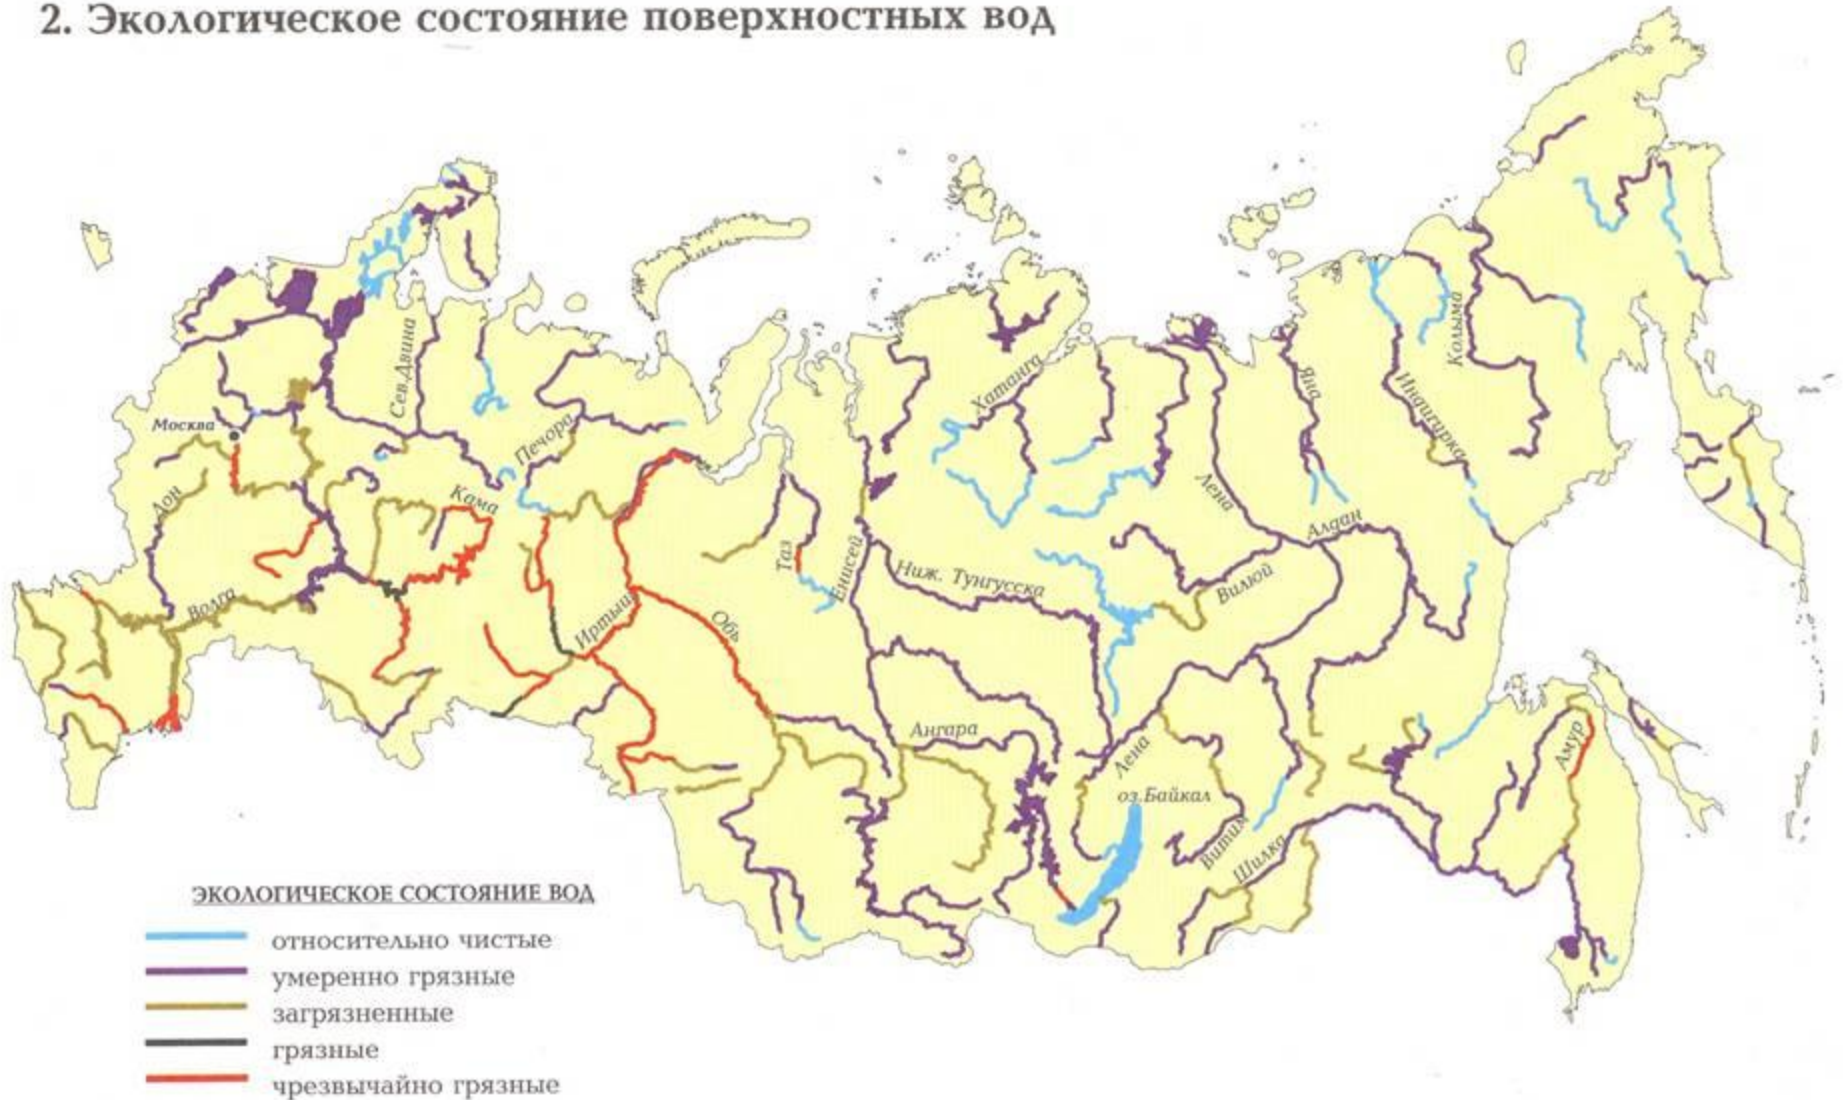 2. Экологическое состояние поверхностных вод
Сев.Двина
Хатанга
Колыма
Яна
Индигирка
Москва
Печора
Дон
Кама
Лена
Алдан
Таз
Енисей
Ниж. Тунгусска
Вилюй
Волга
Иртыш
Обь
Ангара
Лена
Амур
оз.Байкал
Витим
Шилка
ЭКОЛОГИЧЕСКОЕ СОСТОЯНИЕ ВОД
относительно чистые
умеренно грязные
загрязненные
грязные
чрезвычайно грязные